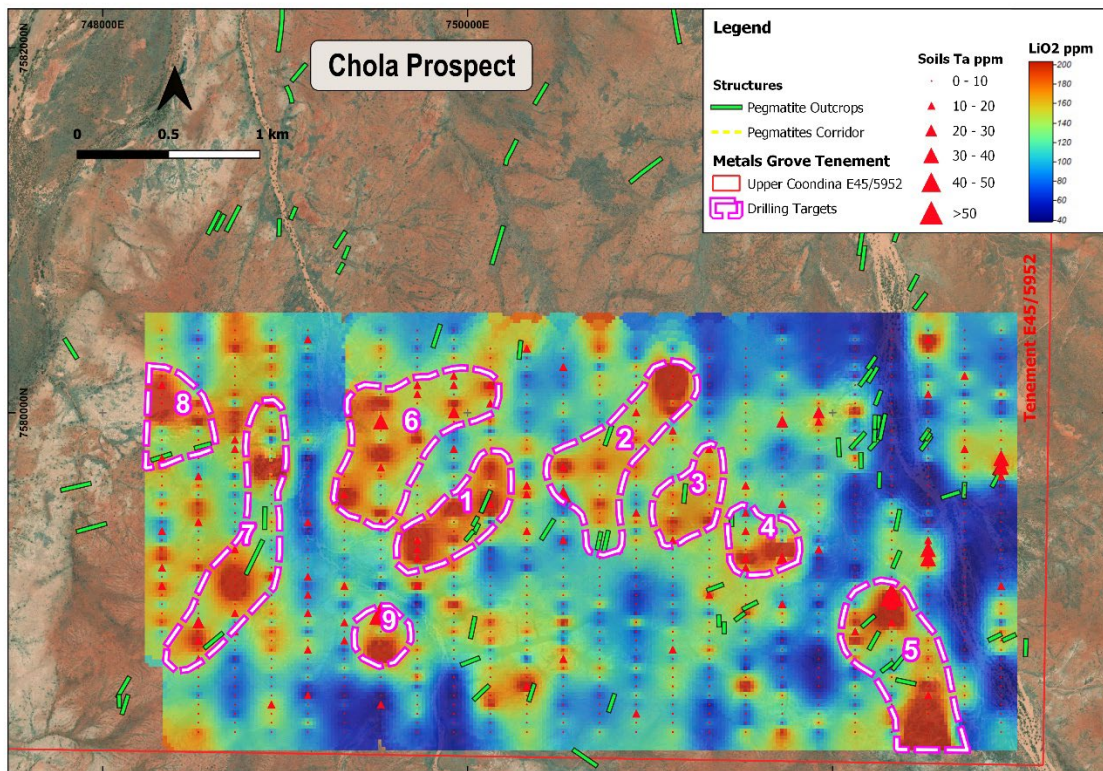 748000E
750000E
7582000N
7580000N
Chola Prospect
0
0.5
1 km
Legend
Structures
Pegmatite Outcrops
Pegmatites Corridor
Metals Grove Tenement
Upper Coondina E45/5952
Drilling Targets
Soils Ta ppm
0 - 10
10 - 20
20 - 30
30 - 40
40 - 50
>50
LiO2 ppm
200
180
160
140
120
100
80
60
40
Tenement E45/5952
8
6
2
7
1
3
4
9
5